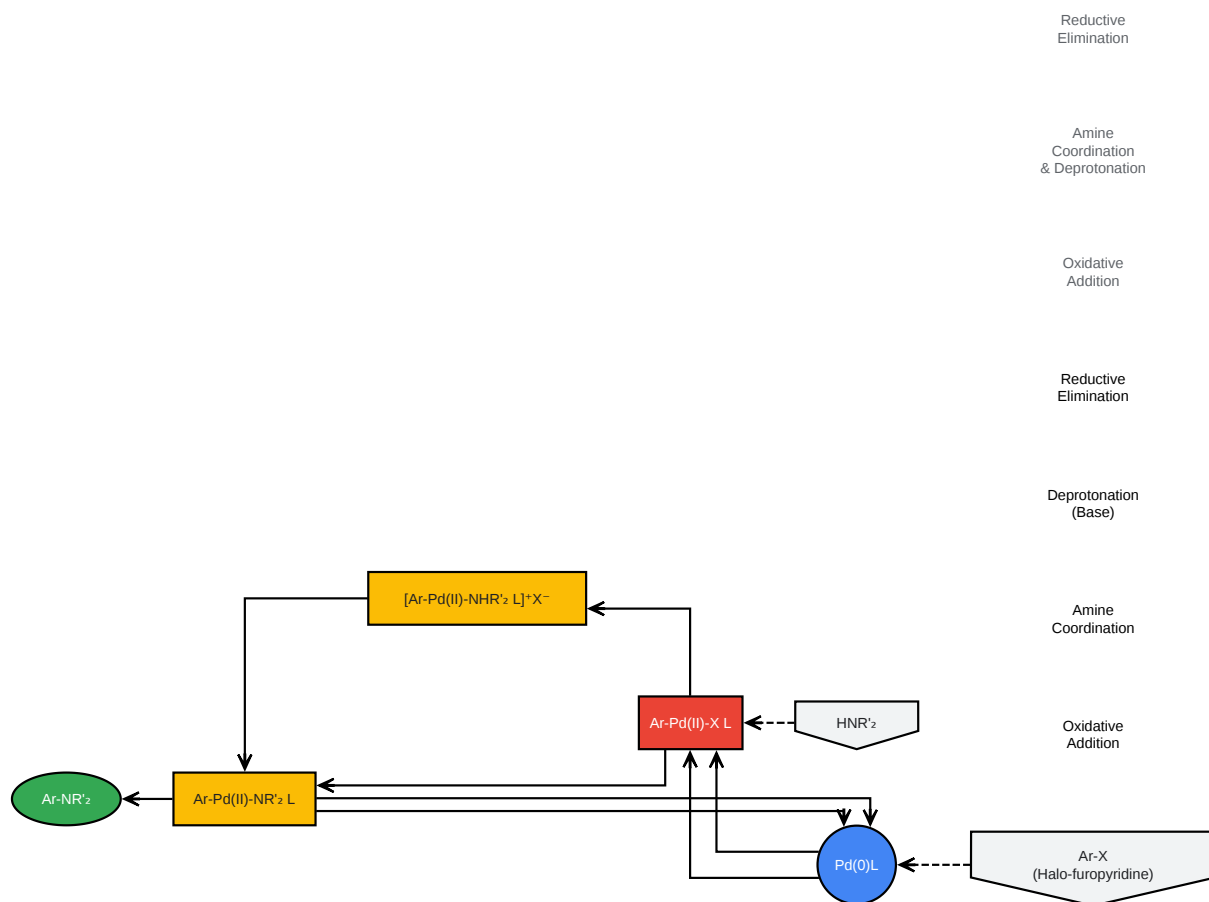 Reductive
Elimination
Amine
Coordination
& Deprotonation
Oxidative
Addition
Reductive
Elimination
Deprotonation
(Base)
[Ar-Pd(II)-NHR'₂ L]⁺X⁻
Amine
Coordination
Ar-Pd(II)-X L
HNR'₂
Oxidative
Addition
Ar-NR'₂
Ar-Pd(II)-NR'₂ L
Pd(0)L
Ar-X
(Halo-furopyridine)